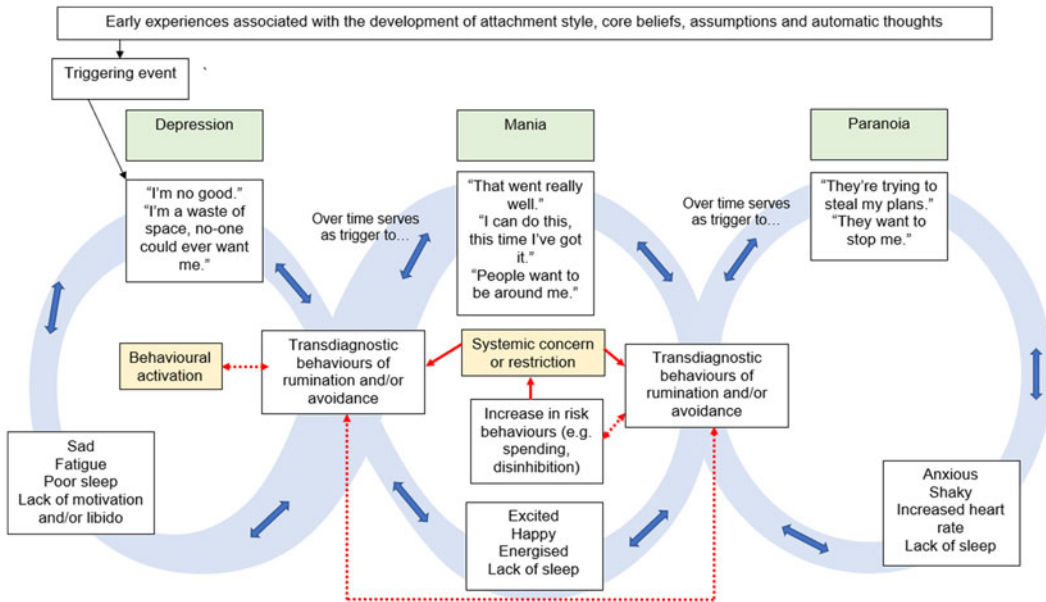 Early experiences associated with the development of attachment style, core beliefs, assumptions and automatic thoughts
Triggering event
`
Depression
Mania
Paranoia
“I’m no good.”
“I’m a waste of
space, no-one
could ever want
me.”
Over time serves
as trigger to…
“That went really
well.”
“I can do this,
this time I’ve got
it.”
“People want to
be around me.”
Over time serves
as trigger to…
“They’re trying to
steal my plans.”
“They want to
stop me.”
Behavioural
activation
Transdiagnostic
behaviours of
rumination and/or
avoidance
Systemic concern
or restriction
Transdiagnostic
behaviours of
rumination and/or
avoidance
Increase in risk
behaviours (e.g.
spending,
disinhibition)
Sad
Fatigue
Poor sleep
Lack of motivation
and/or libido
Excited
Happy
Energised
Lack of sleep
Anxious
Shaky
Increased heart
rate
Lack of sleep